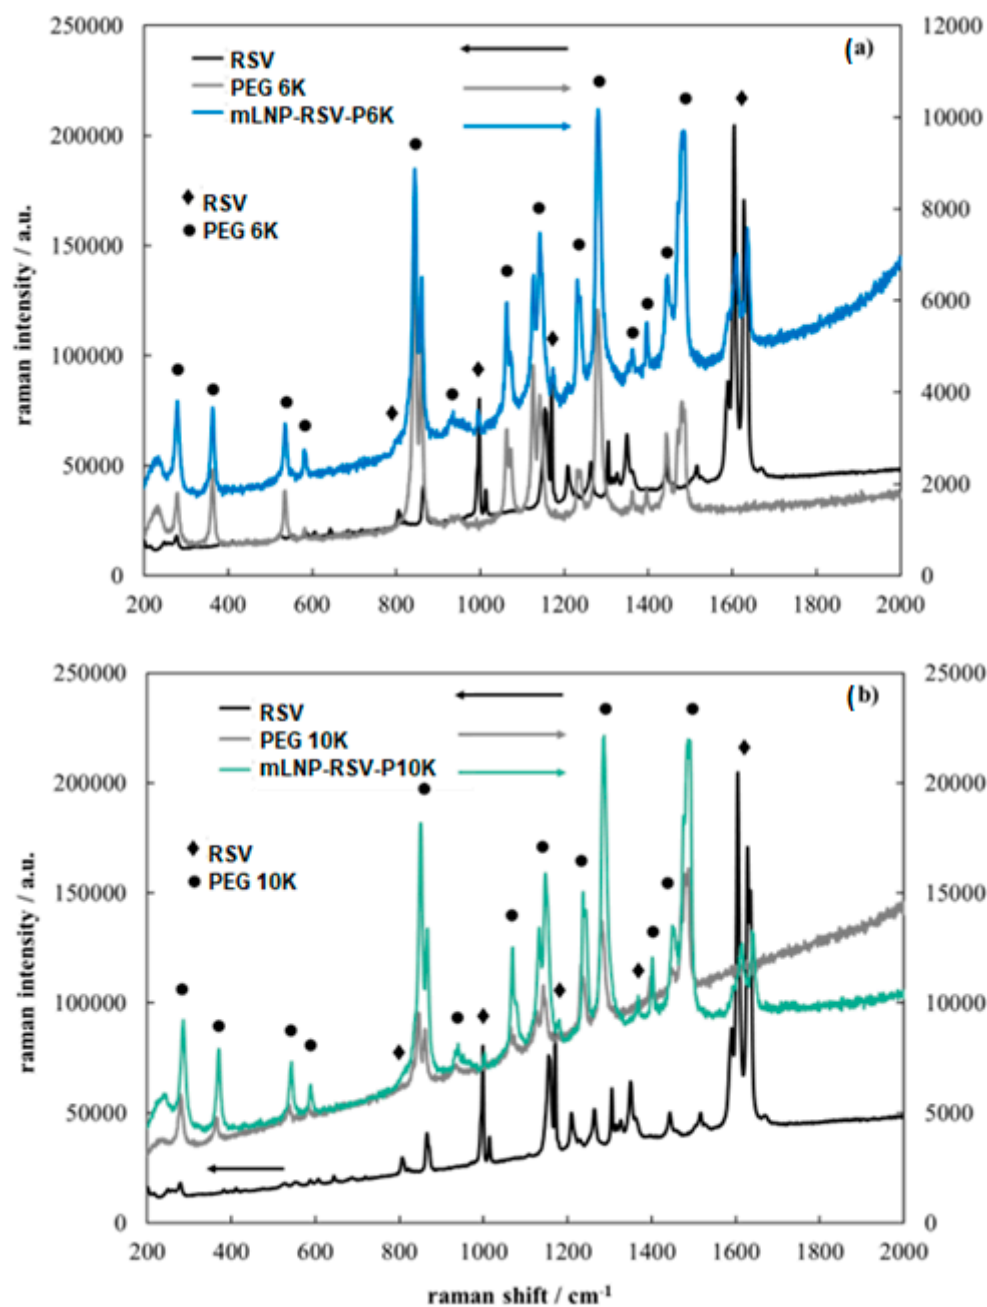 250000
12000
(a)
RSV
PEG 6K
mLNP-RSV-P6K
200000
10000
RSV
PEG 6K
150000
8000
raman intensity / a.u.
6000
100000
4000
50000
2000
0
0
200 400 600 800 1000 1200 1400 1600 1800 2000
250000
25000
(b)
RSV
PEG 10K
mLNP-RSV-P10K
200000
20000
RSV
PEG 10K
150000
15000
raman intensity / a.u.
100000
10000
50000
5000
0
0
200 400 600 800 1000 1200 1400 1600 1800 2000
raman shift / cm⁻¹